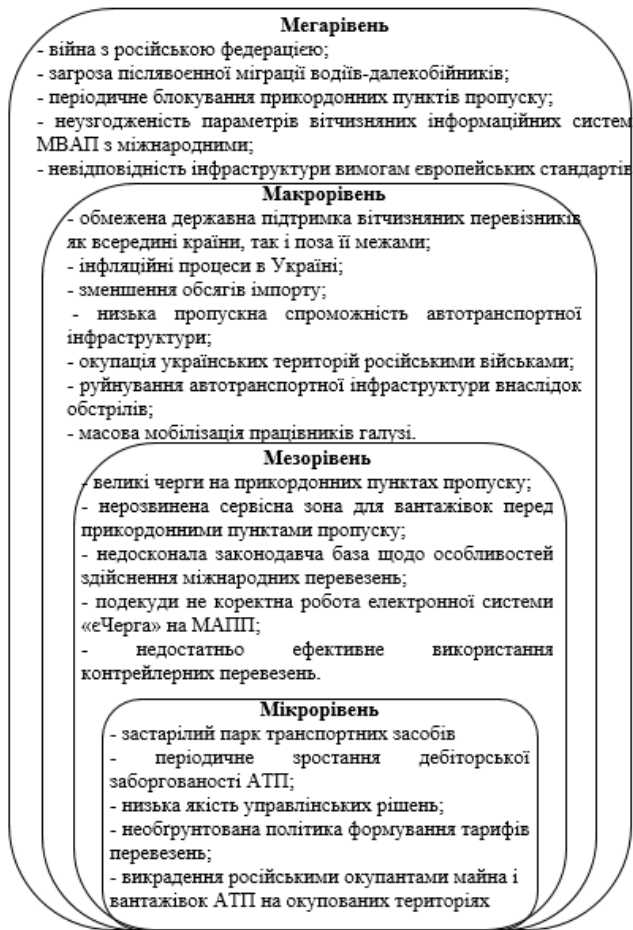 Мегарівень
- війна з російською федерацією;
- загроза післявоєнної міграції водіїв-далекобійників;
- періодичне блокування прикордонних пунктів пропуску;
- неузгодженість параметрів вітчизняних інформаційних систем
МВАП з міжнародними;
- невідповідність інфраструктури вимогам європейських стандартів
Макрорівень
- обмежена державна підтримка вітчизняних перевізників
як всередині країни, так і поза її межами;
- інфляційні процеси в Україні;
- зменшення обсягів імпорту;
- низька пропускна спроможність автотранспортної
інфраструктури;
- окупація українських територій російськими військами;
- руйнування автотранспортної інфраструктури внаслідок
обстрілів;
- масова мобілізація працівників галузі.
Мезорівень
- великі черги на прикордонних пунктах пропуску;
- нерозвинена сервісна зона для вантажівок перед
прикордонними пунктами пропуску;
- недосконала законодавча база щодо особливостей
здійснення міжнародних перевезень;
- подекуди не коректна робота електронної системи
«єЧерга» на МАПП;
- недостатньо ефективне використання
контрейлерних перевезень.
Мікрорівень
- застарілий парк транспортних засобів
- періодичне зростання дебіторської
заборгованості АТП;
- низька якість управлінських рішень;
- необґрунтована політика формування тарифів
перевезень;
- викрадення російськими окупантами майна і
вантажівок АТП на окупованих територіях